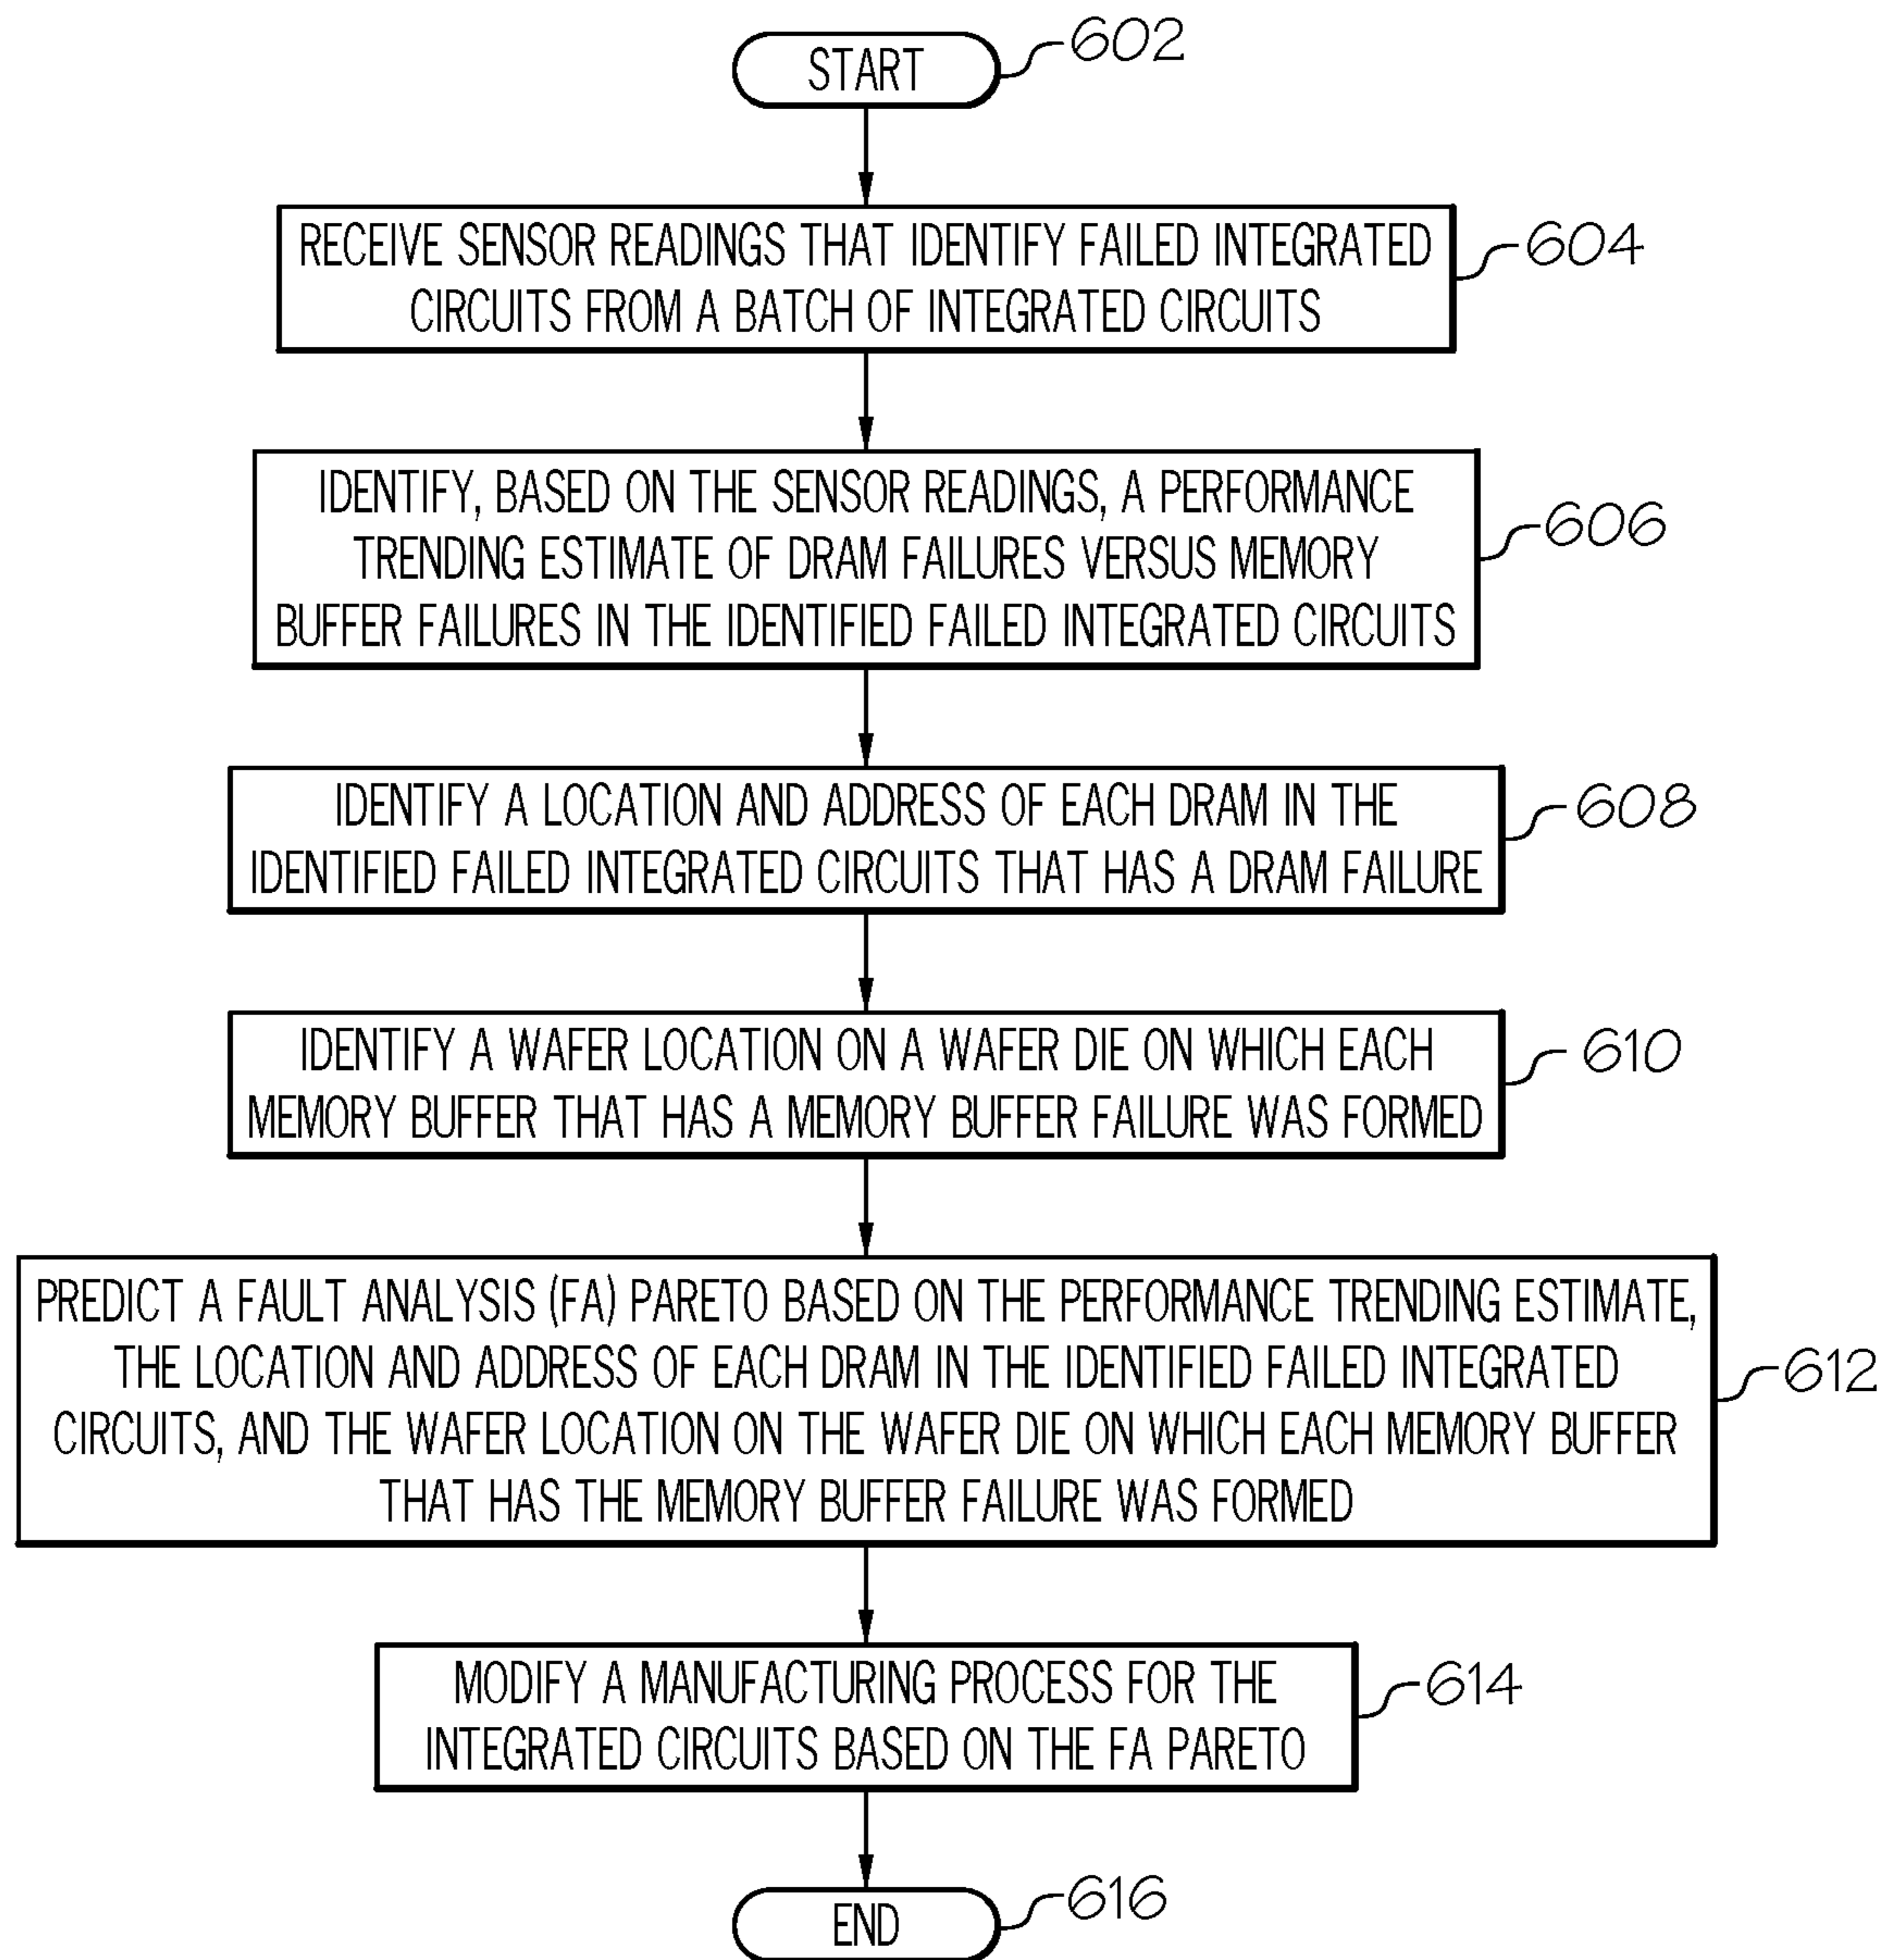 START
602
RECEIVE SENSOR READINGS THAT IDENTIFY FAILED INTEGRATED
CIRCUITS FROM A BATCH OF INTEGRATED CIRCUITS
604
IDENTIFY, BASED ON THE SENSOR READINGS, A PERFORMANCE
TRENDING ESTIMATE OF DRAM FAILURES VERSUS MEMORY
BUFFER FAILURES IN THE IDENTIFIED FAILED INTEGRATED CIRCUITS
606
IDENTIFY A LOCATION AND ADDRESS OF EACH DRAM IN THE
IDENTIFIED FAILED INTEGRATED CIRCUITS THAT HAS A DRAM FAILURE
608
IDENTIFY A WAFER LOCATION ON A WAFER DIE ON WHICH EACH
MEMORY BUFFER THAT HAS A MEMORY BUFFER FAILURE WAS FORMED
610
PREDICT A FAULT ANALYSIS (FA) PARETO BASED ON THE PERFORMANCE TRENDING ESTIMATE,
THE LOCATION AND ADDRESS OF EACH DRAM IN THE IDENTIFIED FAILED INTEGRATED
CIRCUITS, AND THE WAFER LOCATION ON THE WAFER DIE ON WHICH EACH MEMORY BUFFER
THAT HAS THE MEMORY BUFFER FAILURE WAS FORMED
612
MODIFY A MANUFACTURING PROCESS FOR THE
INTEGRATED CIRCUITS BASED ON THE FA PARETO
614
END
616